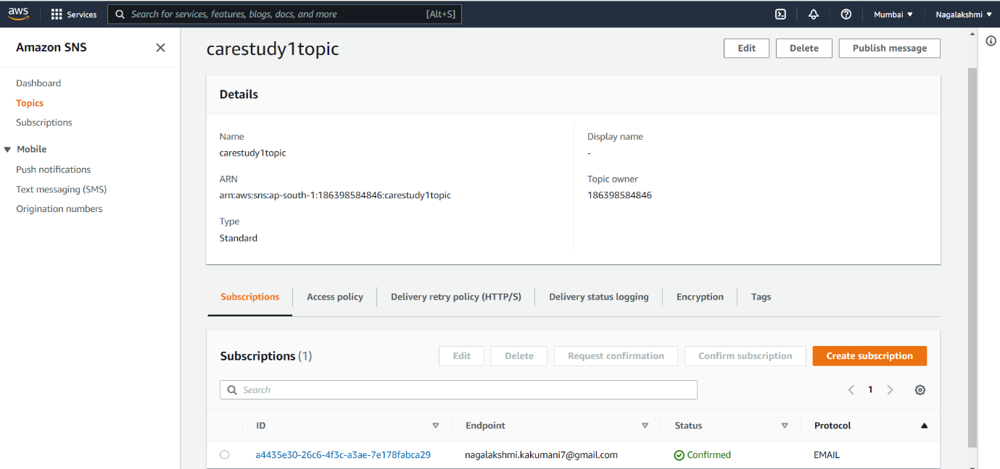 aws Services Search for services, features, blogs, docs, and more [Alt+S] Mumbai Nagalakshmi
Amazon SNS
Dashboard
Topics
Subscriptions
Mobile
Push notifications
Text messaging (SMS)
Origination numbers
carestudy1topic Edit Delete Publish message
Details
Name
carestudy1topic
ARN
arn:aws:sns:ap-south-1:186398584846:carestudy1topic
Type
Standard
Display name
-
Topic owner
186398584846
Subscriptions Access policy Delivery retry policy (HTTP/S) Delivery status logging Encryption Tags
Subscriptions (1) Edit Delete Request confirmation Confirm subscription Create subscription
Search 1
ID Endpoint Status Protocol
a4435e30-26c6-4f3c-a3ae-7e178fabca29 nagalakshmi.kakumani7@gmail.com Confirmed EMAIL